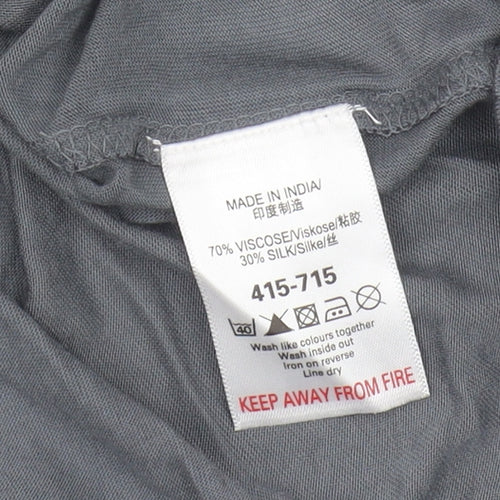 MADE IN INDIA/
印度制造
70% VISCOSE/Viskose/粘胶
30% SILK/Silke/丝
415-715
40
Wash like colours together
Wash inside out
Iron on reverse
Line dry
KEEP AWAY FROM FIRE